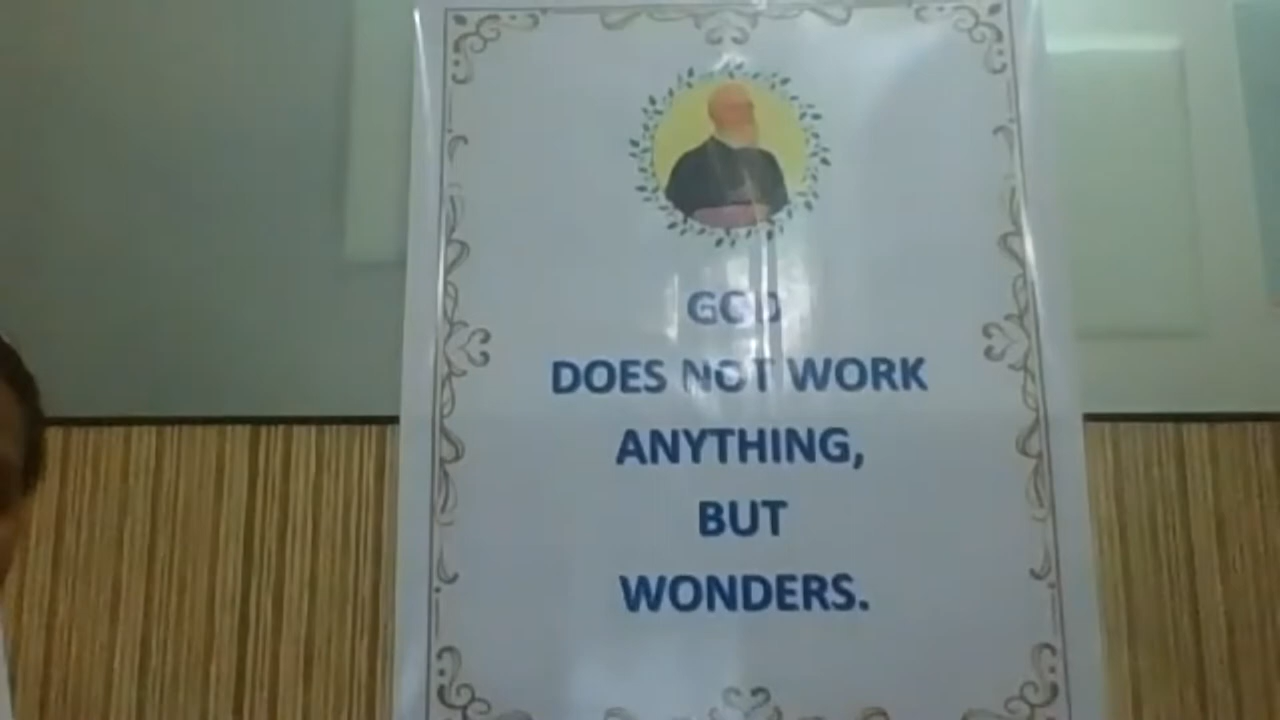 GOD
DOES NOT WORK
ANYTHING,
BUT
WONDERS.